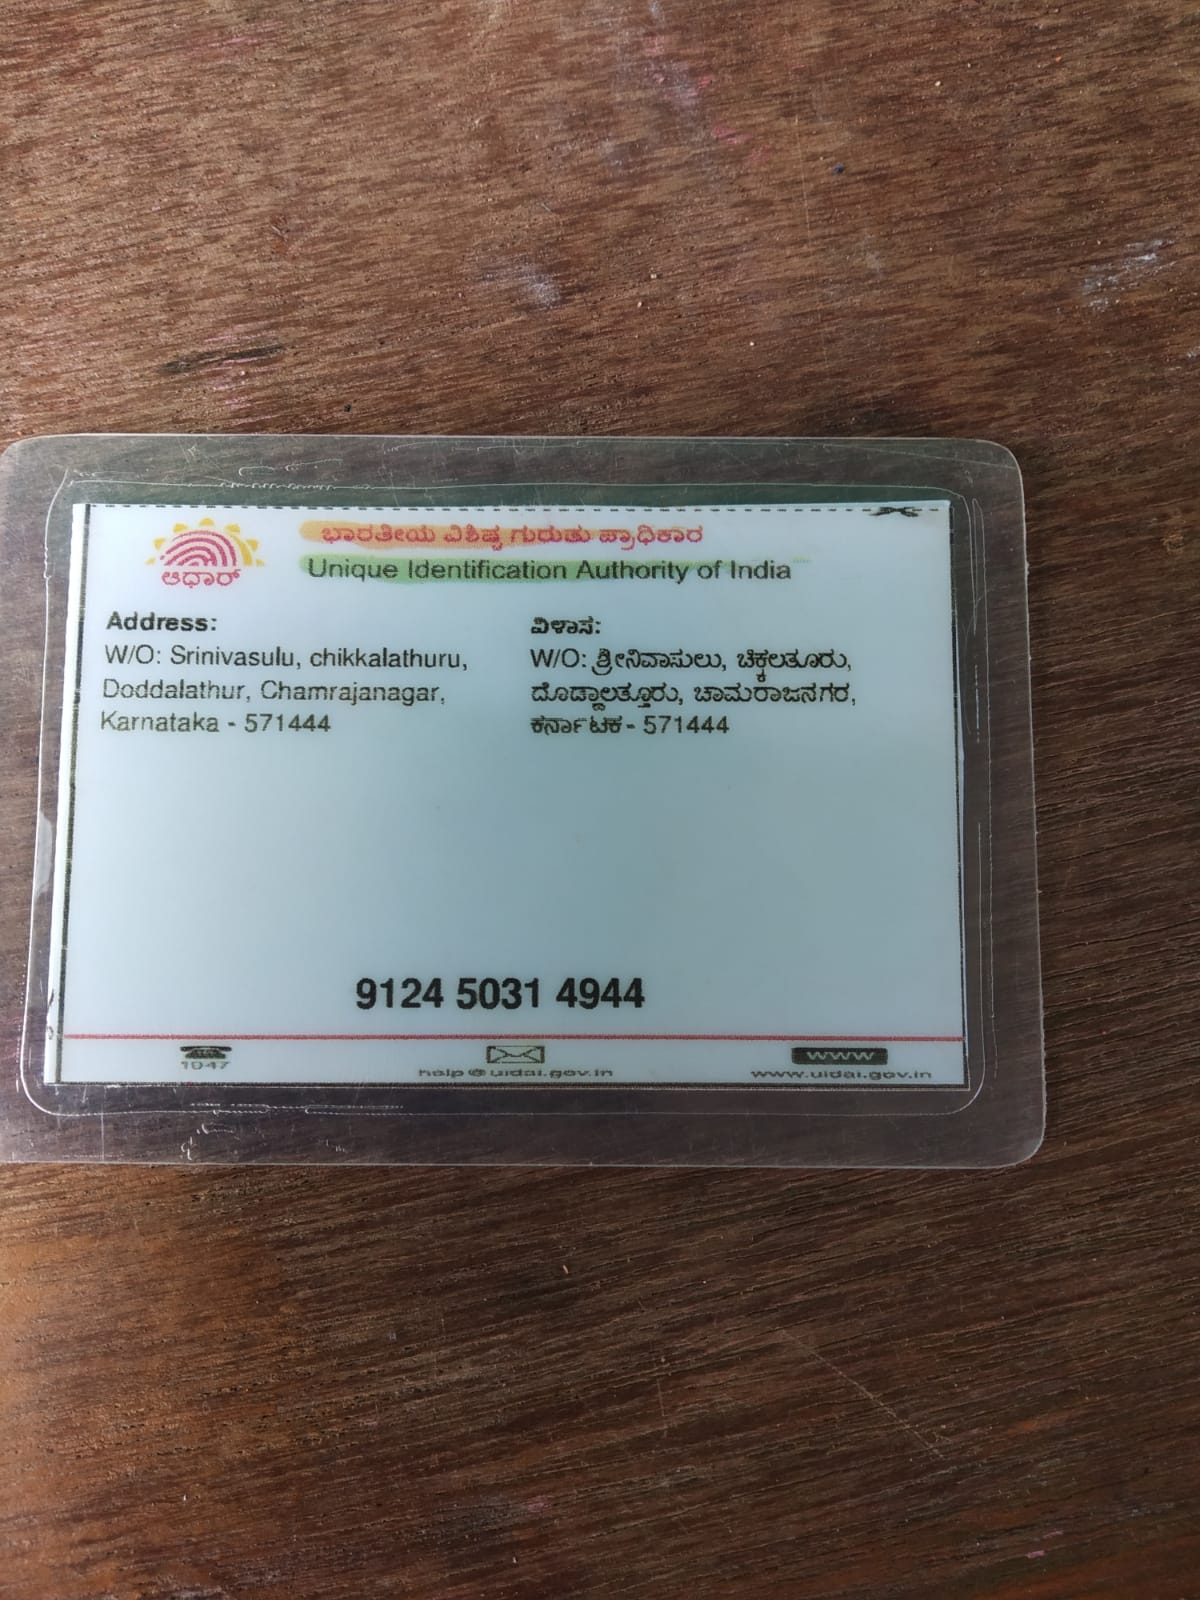 ಆಧಾರ್
ಭಾರತೀಯ ವಿಶಿಷ್ಟ ಗುರುತು ಪ್ರಾಧಿಕಾರ
Unique Identification Authority of India
Address:
W/O: Srinivasulu, chikkalathuru,
Doddalathur, Chamrajanagar,
Karnataka - 571444
ವಿಳಾಸ:
W/O: ಶ್ರೀನಿವಾಸುಲು, ಚಿಕ್ಕಲತೂರು,
ದೊಡ್ಡಾಲತ್ತೂರು, ಚಾಮರಾಜನಗರ,
ಕರ್ನಾಟಕ - 571444
9124 5031 4944
1947
help@uidai.gov.in
www
www.uidai.gov.in